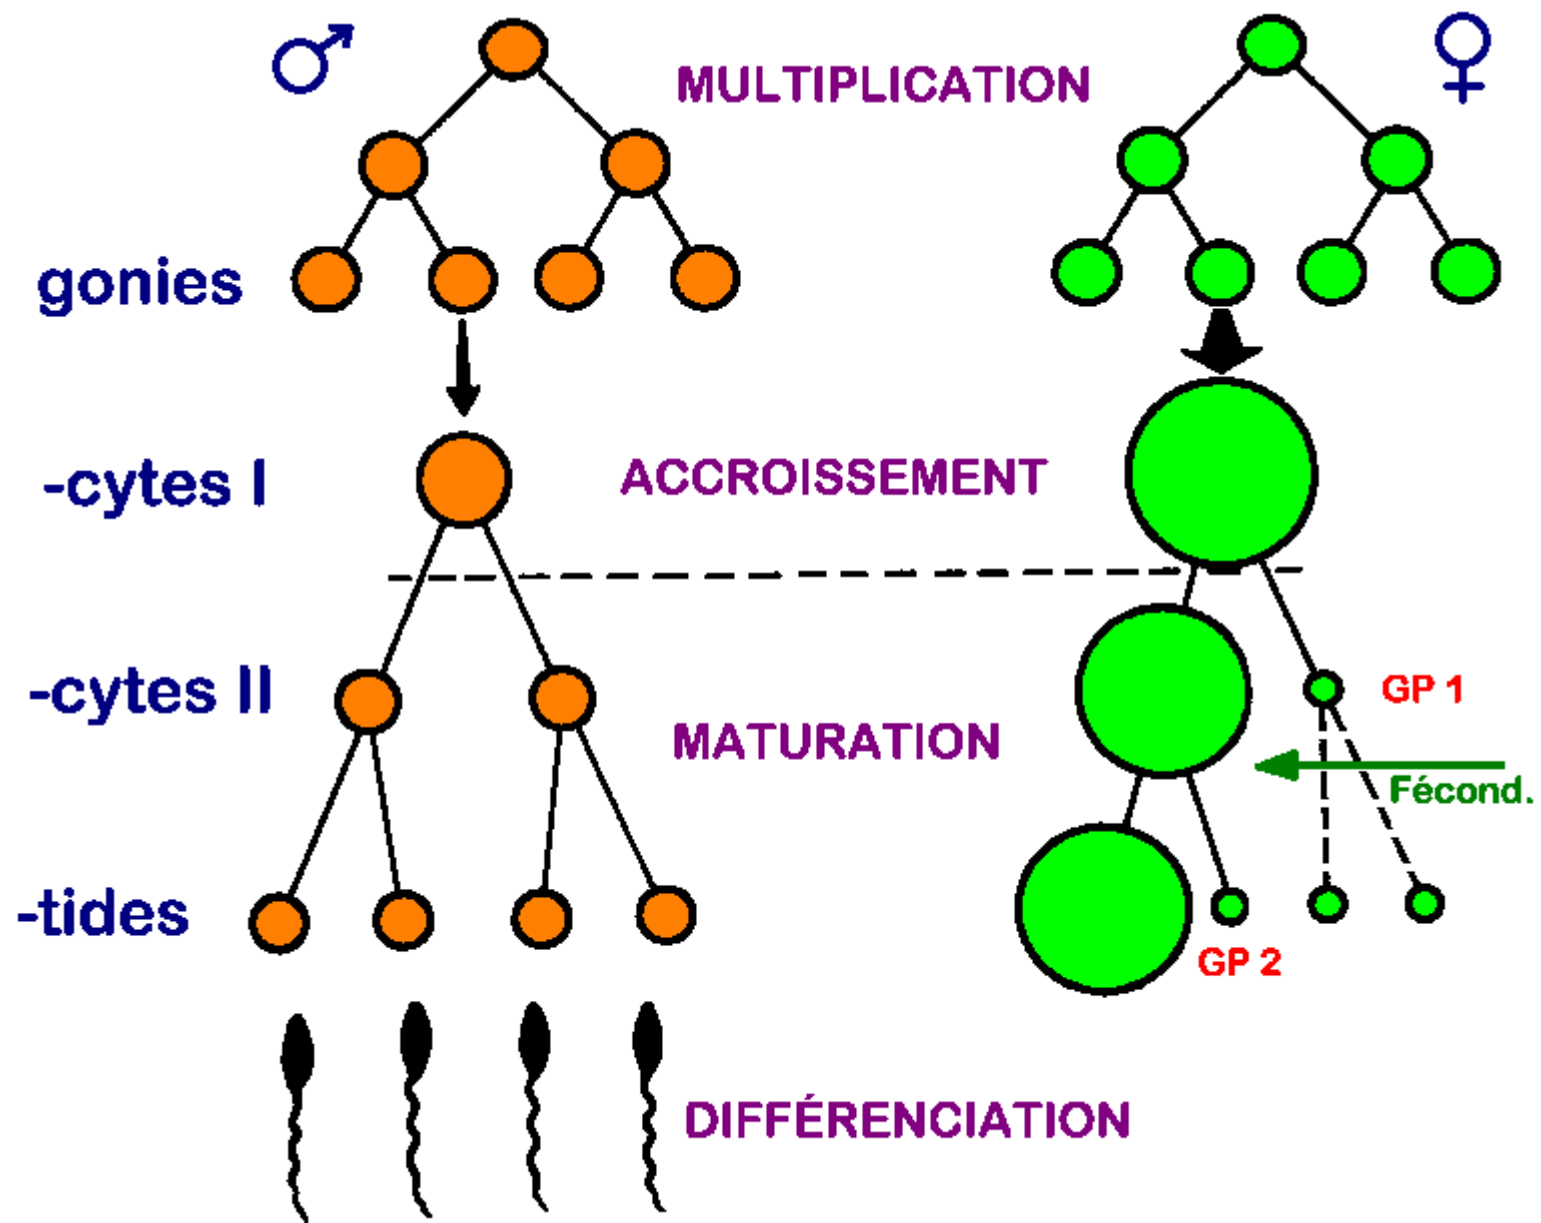 MULTIPLICATION
gonies
-cytes I
ACCROISSEMENT
-cytes II
GP 1
MATURATION
Fécond.
-tides
GP 2
DIFFÉRENCIATION